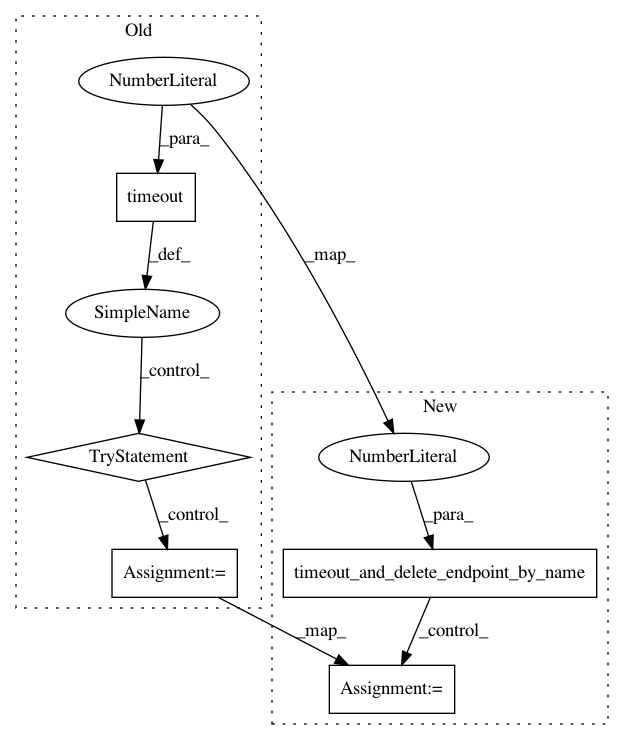 Old
NumberLiteral
_para_
timeout
_def_
_map_
SimpleName
_control_
New
TryStatement
NumberLiteral
_control_
_para_
Assignment:=
timeout_and_delete_endpoint_by_name
_map_
_control_
Assignment:=